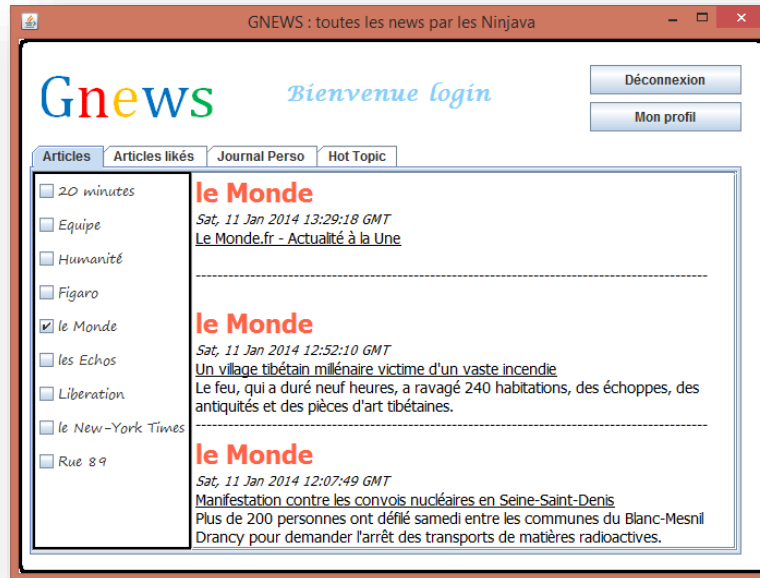 GNEWS : toutes les news par les Ninjava
Gnews
Bienvenue login
Déconnexion
Mon profil
Articles
Articles likés
Journal Perso
Hot Topic
20 minutes
Equipe
Humanité
Figaro
le Monde
les Echos
Liberation
le New-York Times
Rue 89
le Monde
Sat, 11 Jan 2014 13:29:18 GMT
Le Monde.fr - Actualité à la Une
le Monde
Sat, 11 Jan 2014 12:52:10 GMT
Un village tibétain millénaire victime d'un vaste incendie
Le feu, qui a duré neuf heures, a ravagé 240 habitations, des échoppes, des
antiquités et des pièces d'art tibétaines.
le Monde
Sat, 11 Jan 2014 12:07:49 GMT
Manifestation contre les convois nucléaires en Seine-Saint-Denis
Plus de 200 personnes ont défilé samedi entre les communes du Blanc-Mesnil
Drancy pour demander l'arrêt des transports de matières radioactives.